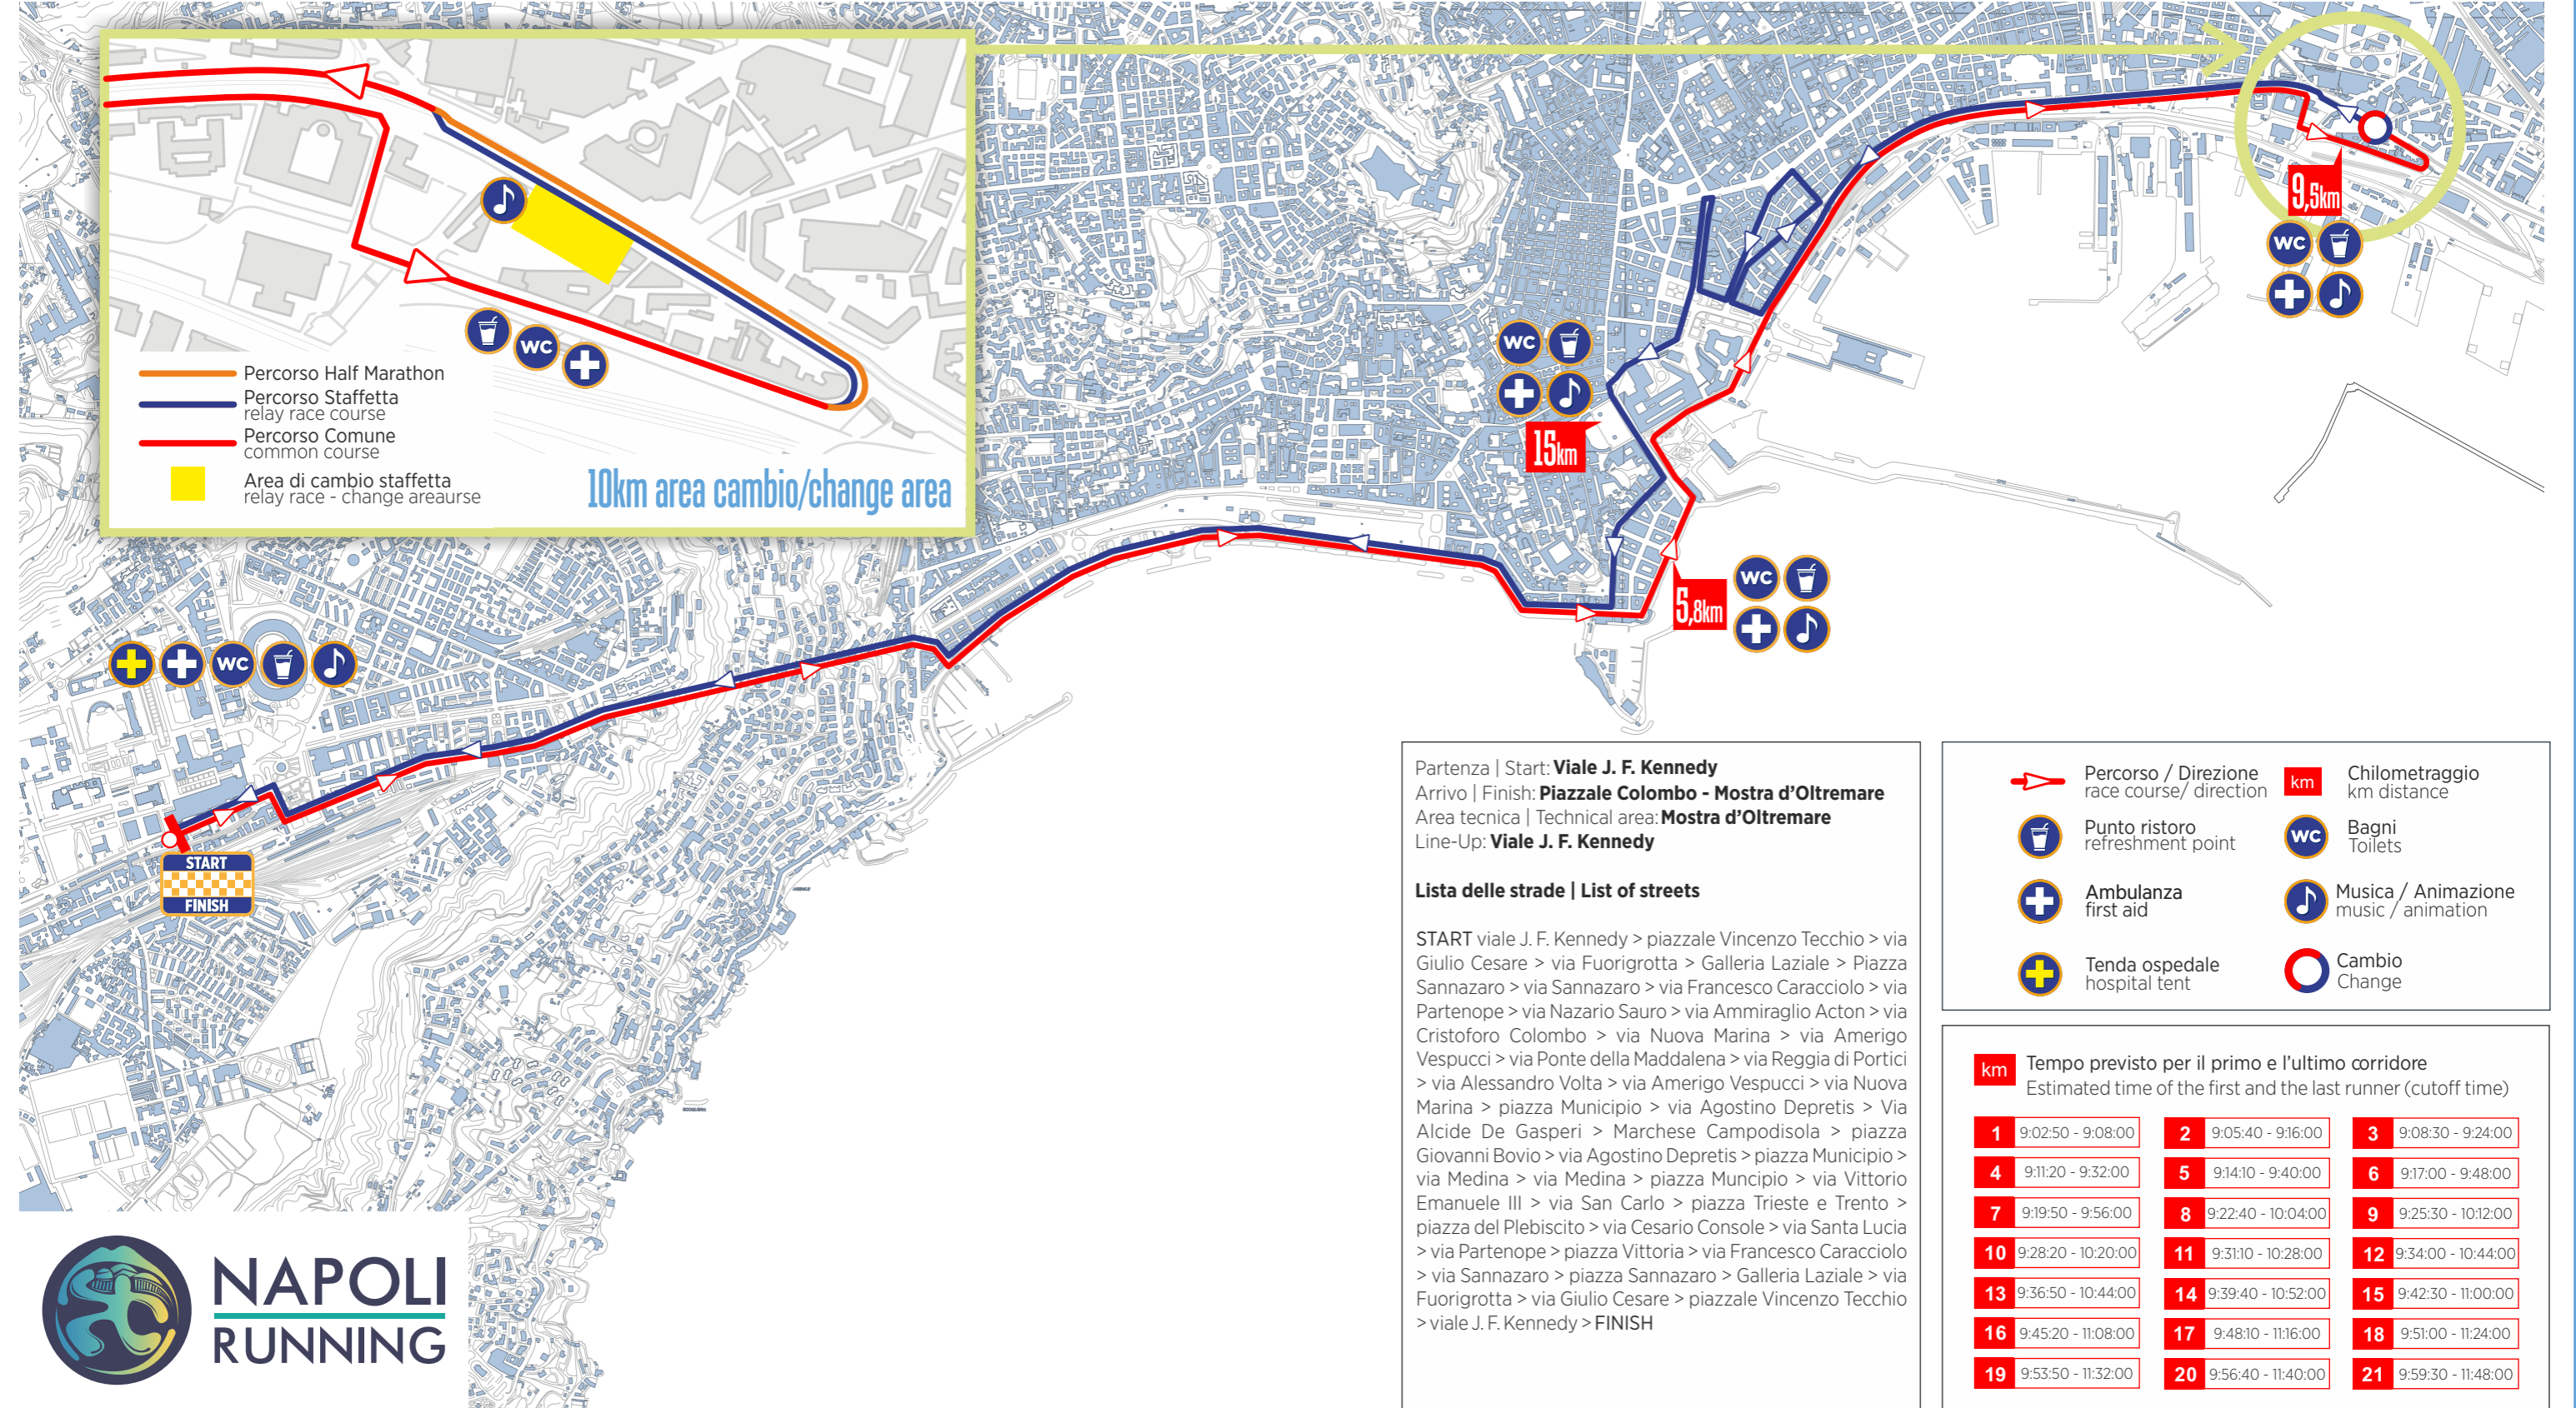 Percorso Half Marathon
Percorso Staffetta
relay race course
Percorso Comune
common course
Area di cambio staffetta
relay race - change areaurse
10km area cambio/change area
9,5km
WC
WC
WC
15km
5,8km
WC
WC
START
FINISH
Partenza | Start: Viale J. F. Kennedy
Arrivo | Finish: Piazzale Colombo - Mostra d'Oltremare
Area tecnica | Technical area: Mostra d'Oltremare
Line-Up: Viale J. F. Kennedy
Lista delle strade | List of streets
START viale J. F. Kennedy > piazzale Vincenzo Tecchio > via
Giulio Cesare > via Fuorigrotta > Galleria Laziale > Piazza
Sannazaro > via Sannazaro > via Francesco Caracciolo > via
Partenope > via Nazario Sauro > via Ammiraglio Acton > via
Cristoforo Colombo > via Nuova Marina > via Amerigo
Vespucci > via Ponte della Maddalena > via Reggia di Portici
> via Alessandro Volta > via Amerigo Vespucci > via Nuova
Marina > piazza Municipio > via Agostino Depretis > Via
Alcide De Gasperi > Marchese Campodisola > piazza
Giovanni Bovio > via Agostino Depretis > piazza Municipio >
via Medina > via Medina > piazza Muncipio > via Vittorio
Emanuele III > via San Carlo > piazza Trieste e Trento >
piazza del Plebiscito > via Cesario Console > via Santa Lucia
> via Partenope > piazza Vittoria > via Francesco Caracciolo
> via Sannazaro > piazza Sannazaro > Galleria Laziale > via
Fuorigrotta > via Giulio Cesare > piazzale Vincenzo Tecchio
> viale J. F. Kennedy > FINISH
Percorso / Direzione
race course/ direction
km
Chilometraggio
km distance
Punto ristoro
refreshment point
WC
Bagni
Toilets
Ambulanza
first aid
Musica / Animazione
music / animation
Tenda ospedale
hospital tent
Cambio
Change
km
Tempo previsto per il primo e l'ultimo corridore
Estimated time of the first and the last runner (cutoff time)
1 9:02:50 - 9:08:00 2 9:05:40 - 9:16:00 3 9:08:30 - 9:24:00
4 9:11:20 - 9:32:00 5 9:14:10 - 9:40:00 6 9:17:00 - 9:48:00
7 9:19:50 - 9:56:00 8 9:22:40 - 10:04:00 9 9:25:30 - 10:12:00
10 9:28:20 - 10:20:00 11 9:31:10 - 10:28:00 12 9:34:00 - 10:44:00
13 9:36:50 - 10:44:00 14 9:39:40 - 10:52:00 15 9:42:30 - 11:00:00
16 9:45:20 - 11:08:00 17 9:48:10 - 11:16:00 18 9:51:00 - 11:24:00
19 9:53:50 - 11:32:00 20 9:56:40 - 11:40:00 21 9:59:30 - 11:48:00
NAPOLI
RUNNING